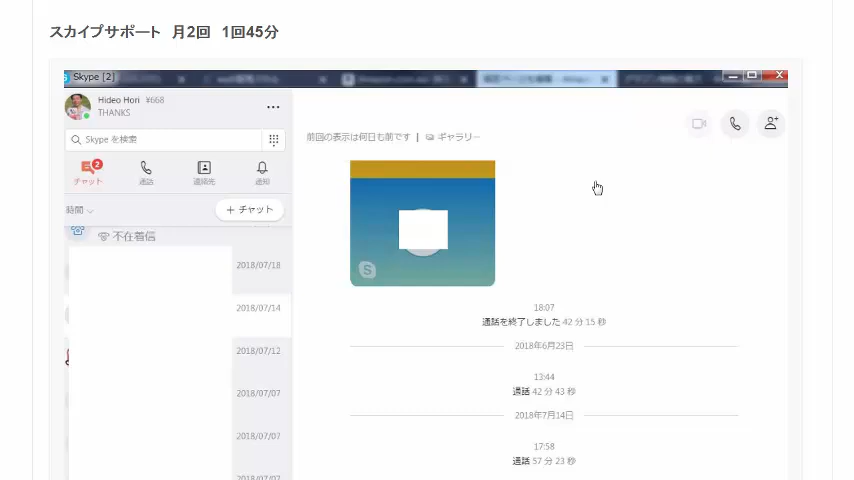 スカイプサポート 月2回 1回45分
Skype [2]
Hideo Hori ¥668
THANKS
Skype を検索
2
チャット
通話
連絡先
通知
時間
+ チャット
不在着信
2018/07/18
2018/07/14
2018/07/12
2018/07/07
2018/07/07
2018/07/07
前回の表示は何日も前です | ギャラリー
18:07
通話を終了しました 42 分 15 秒
2018年6月23日
13:44
通話 42 分 43 秒
2018年7月14日
17:58
通話 57 分 23 秒